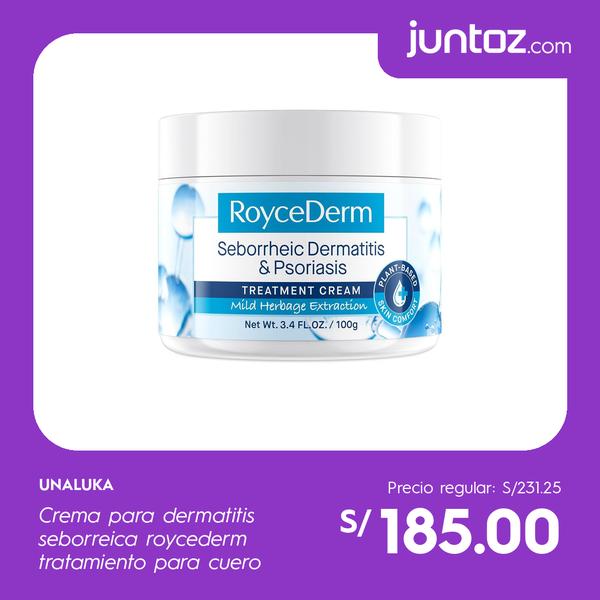 juntoz.com
RoyceDerm
Seborrheic Dermatitis
& Psoriasis
TREATMENT CREAM
Mild Herbage Extraction
Net Wt. 3.4 FL.OZ. / 100g
PLANT-BASED
SKIN COMFORT
UNALUKA
Crema para dermatitis
seborreica roycederm
tratamiento para cuero
Precio regular: S/231.25
S/185.00